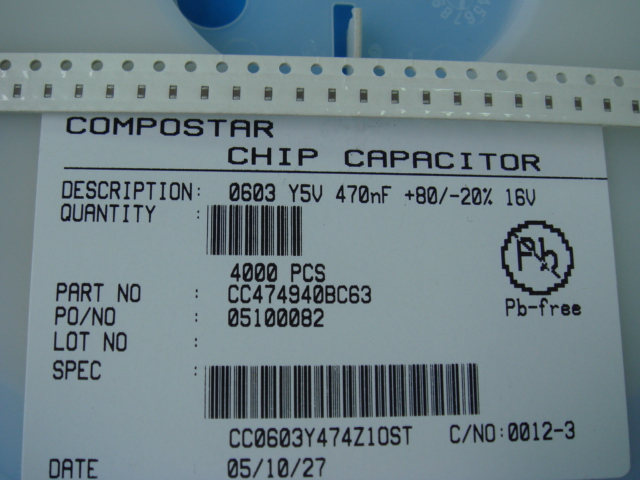 COMPOSTAR
CHIP CAPACITOR
DESCRIPTION: 0603 Y5V 470nF +80/-20% 16V
QUANTITY :
4000 PCS
Pb
Pb-free
PART NO : CC474940BC63
PO/NO : 05100082
LOT NO :
SPEC :
CC0603Y474Z10ST C/NO:0012-3
DATE 05/10/27